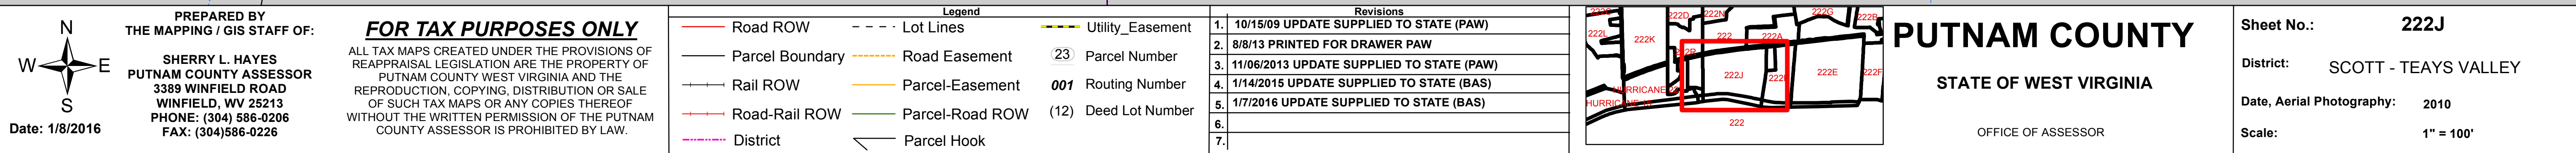 N
W E
S
Date: 1/8/2016
PREPARED BY
THE MAPPING / GIS STAFF OF:
SHERRY L. HAYES
PUTNAM COUNTY ASSESSOR
3389 WINFIELD ROAD
WINFIELD, WV 25213
PHONE: (304) 586-0206
FAX: (304)586-0226
FOR TAX PURPOSES ONLY
ALL TAX MAPS CREATED UNDER THE PROVISIONS OF
REAPPRAISAL LEGISLATION ARE THE PROPERTY OF
PUTNAM COUNTY WEST VIRGINIA AND THE
REPRODUCTION, COPYING, DISTRIBUTION OR SALE
OF SUCH TAX MAPS OR ANY COPIES THEREOF
WITHOUT THE WRITTEN PERMISSION OF THE PUTNAM
COUNTY ASSESSOR IS PROHIBITED BY LAW.
Legend
Road ROW
Parcel Boundary
Rail ROW
Road-Rail ROW
District
Lot Lines
Road Easement
Parcel-Easement
Parcel-Road ROW
Parcel Hook
Utility_Easement
23 Parcel Number
001 Routing Number
(12) Deed Lot Number
Revisions
1. 10/15/09 UPDATE SUPPLIED TO STATE (PAW)
2. 8/8/13 PRINTED FOR DRAWER PAW
3. 11/06/2013 UPDATE SUPPLIED TO STATE (PAW)
4. 1/14/2015 UPDATE SUPPLIED TO STATE (BAS)
5. 1/7/2016 UPDATE SUPPLIED TO STATE (BAS)
6.
7.
222D 222N 222G
222B
222L 222K 222 222A
222J 222E 222F
HURRICANE
HURRICANE
222
PUTNAM COUNTY
STATE OF WEST VIRGINIA
OFFICE OF ASSESSOR
Sheet No.: 222J
District: SCOTT - TEAYS VALLEY
Date, Aerial Photography: 2010
Scale: 1" = 100'